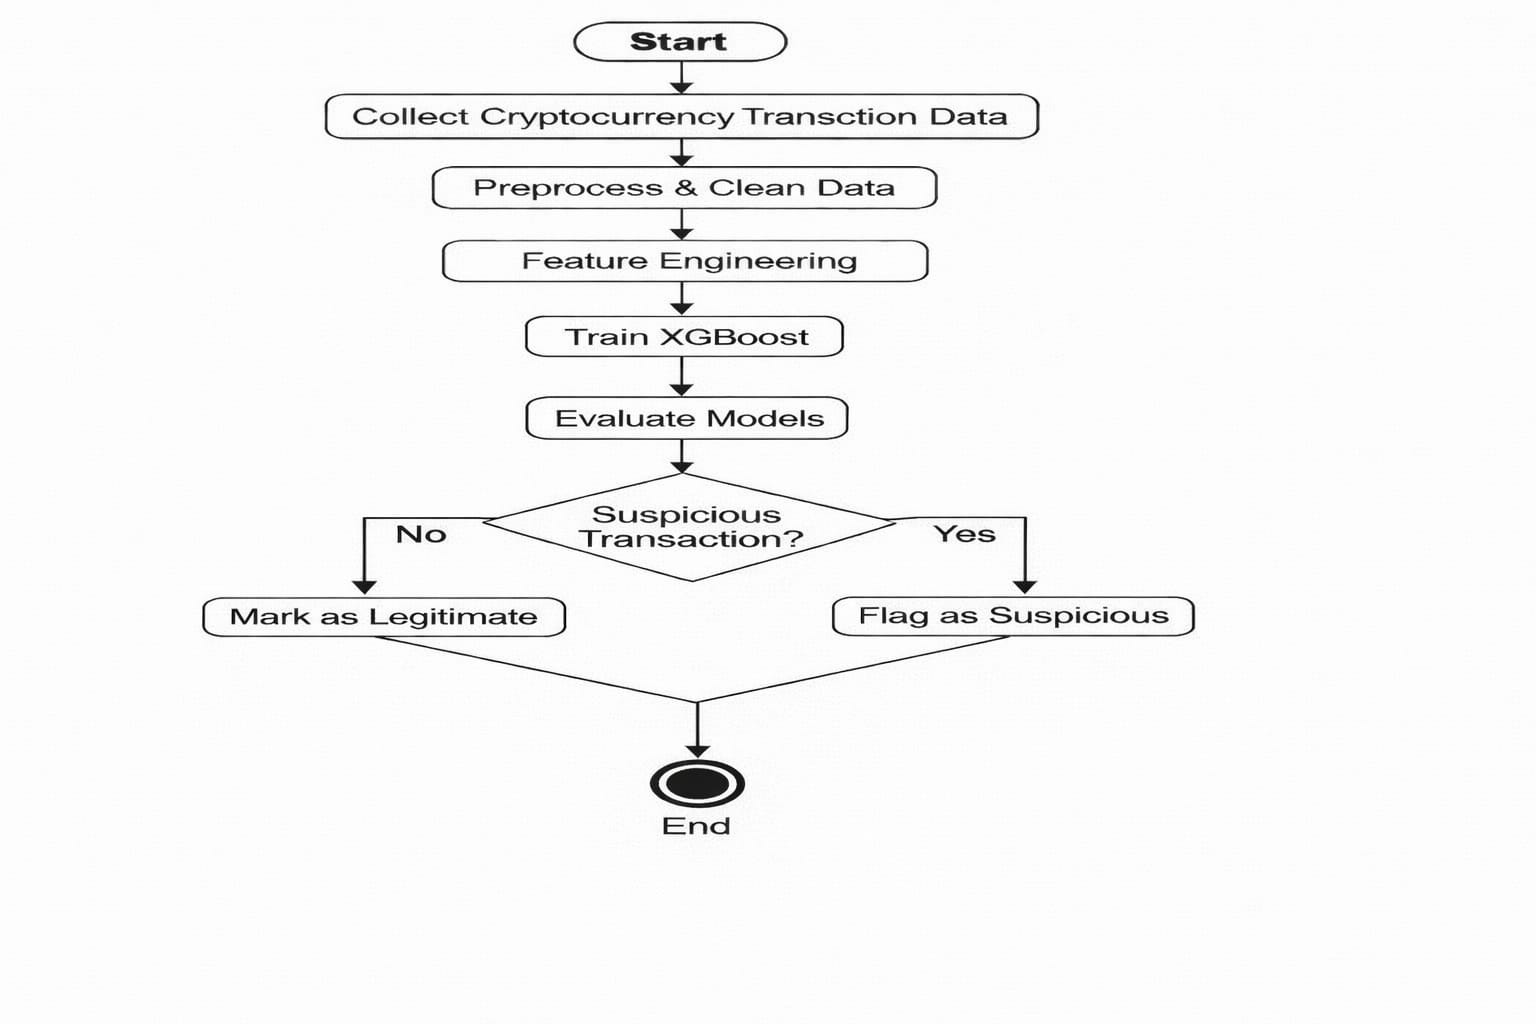 Start
Collect Cryptocurrency Transction Data
Preprocess & Clean Data
Feature Engineering
Train XGBoost
Evaluate Models
Suspicious
Transaction?
No
Yes
Mark as Legitimate
Flag as Suspicious
End